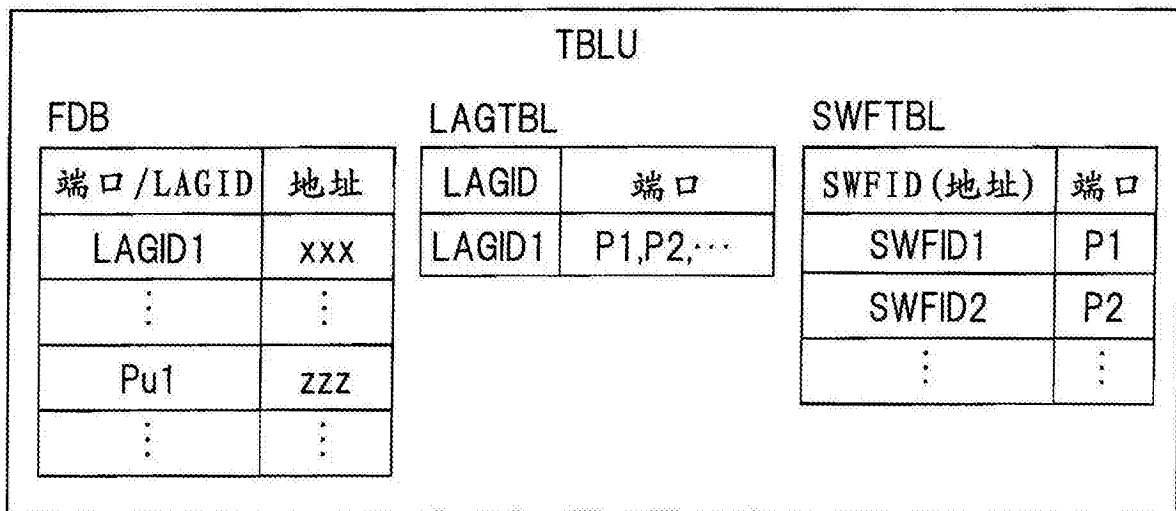 TBLU
FDB
端口/LAGID 地址
LAGID1 xxx
⋮ ⋮
Pu1 zzz
⋮ ⋮
LAGTBL
LAGID 端口
LAGID1 P1,P2,⋯
SWFTBL
SWFID(地址) 端口
SWFID1 P1
SWFID2 P2
⋮ ⋮